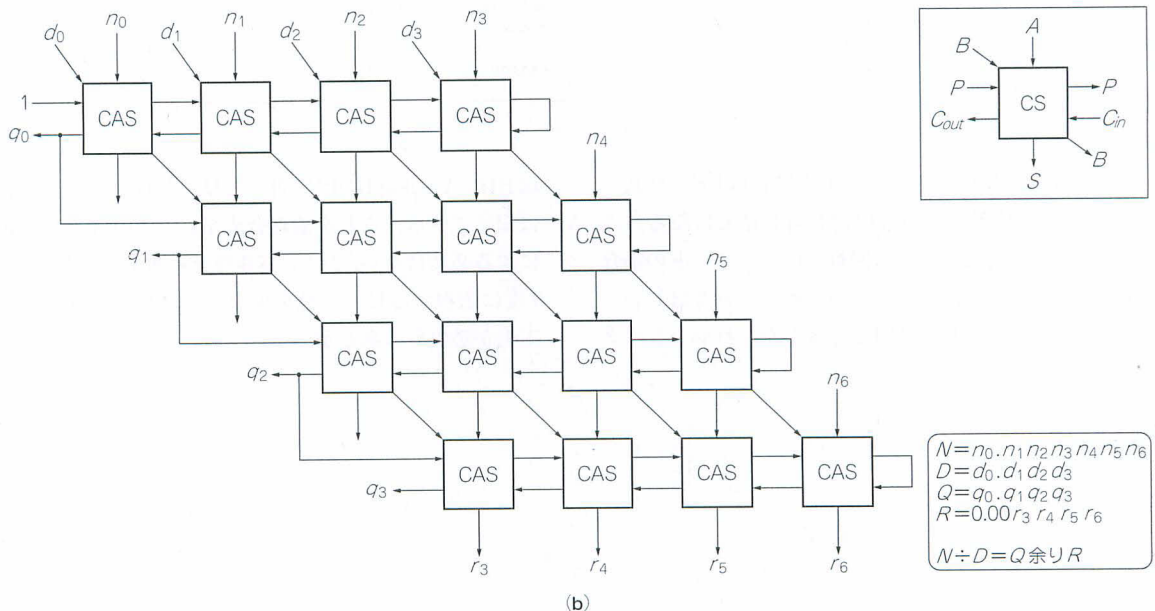 n0 n1 n2 n3
d0 d1 d2 d3
1 CAS CAS CAS CAS
q0
n4
CAS CAS CAS CAS
q1
n5
CAS CAS CAS CAS
q2
n6
CAS CAS CAS CAS
q3
r3 r4 r5 r6
A
B
P CS P
Cout Cin
B
S
N=n0.n1n2n3n4n5n6
D=d0.d1d2d3
Q=q0.q1q2q3
R=0.00r3r4r5r6
N÷D=Q余りR
(b)